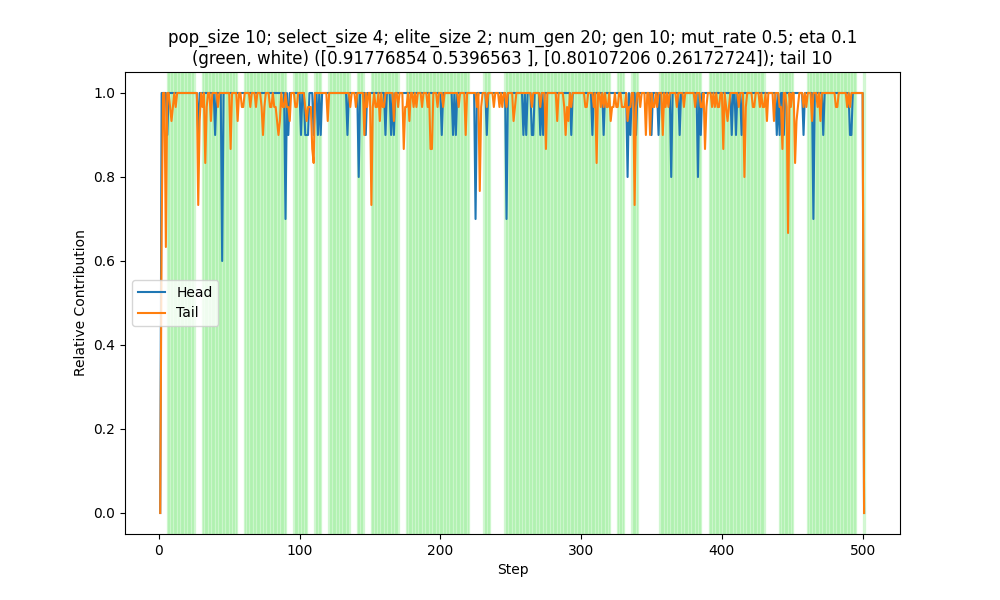 pop_size 10; select_size 4; elite_size 2; num_gen 20; gen 10; mut_rate 0.5; eta 0.1
(green, white) ([0.91776854 0.5396563 ], [0.80107206 0.26172724]); tail 10
1.0
0.8
0.6
0.4
0.2
0.0
Relative Contribution
Head
Tail
0
100
200
300
400
500
Step